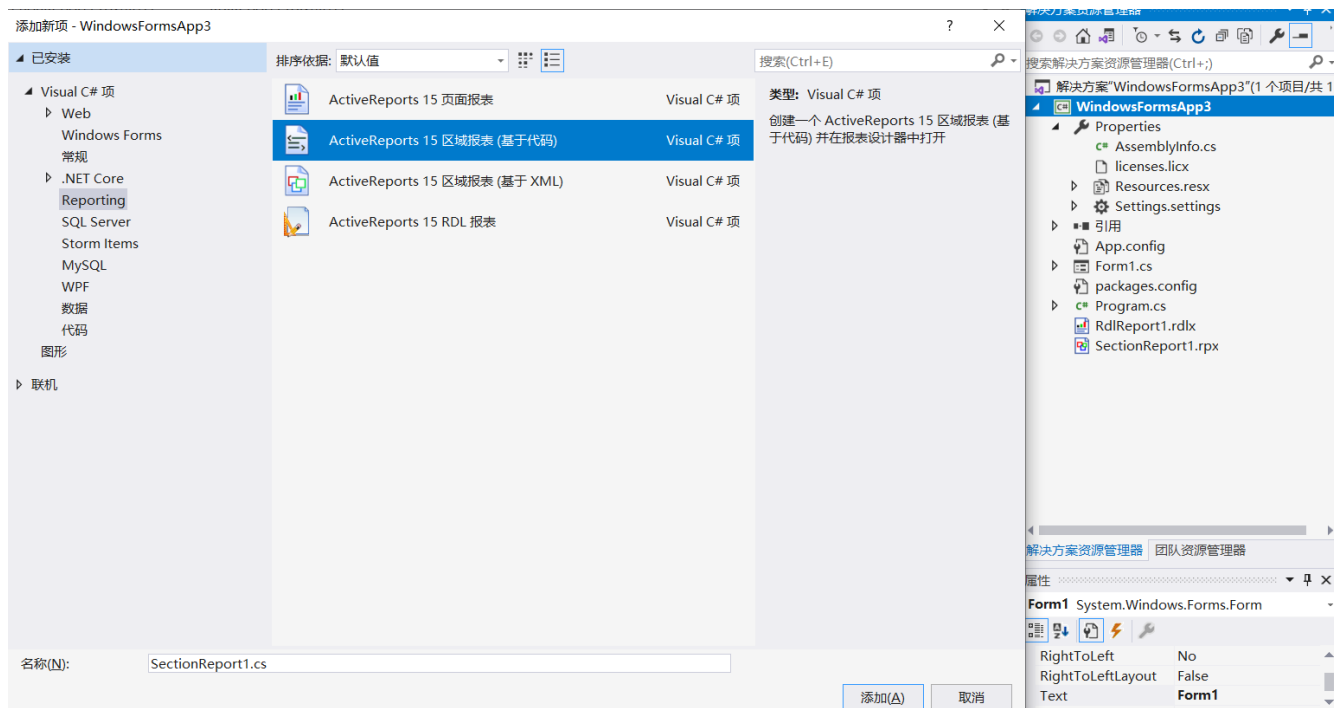 添加新项 - WindowsFormsApp3
?
已安装
排序依据: 默认值
搜索(Ctrl+E)
Visual C# 项
Web
Windows Forms
常规
.NET Core
Reporting
SQL Server
Storm Items
MySQL
WPF
数据
代码
图形
联机
ActiveReports 15 页面报表 Visual C# 项
ActiveReports 15 区域报表 (基于代码) Visual C# 项
ActiveReports 15 区域报表 (基于 XML) Visual C# 项
ActiveReports 15 RDL 报表 Visual C# 项
类型: Visual C# 项
创建一个 ActiveReports 15 区域报表 (基
于代码) 并在报表设计器中打开
名称(N): SectionReport1.cs
添加(A) 取消
解决方案资源管理器
搜索解决方案资源管理器(Ctrl+;)
解决方案"WindowsFormsApp3"(1 个项目/共 1
WindowsFormsApp3
Properties
AssemblyInfo.cs
licenses.licx
Resources.resx
Settings.settings
引用
App.config
Form1.cs
packages.config
Program.cs
RdlReport1.rdlx
SectionReport1.rpx
解决方案资源管理器 团队资源管理器
属性
Form1 System.Windows.Forms.Form
RightToLeft No
RightToLeftLayout False
Text Form1